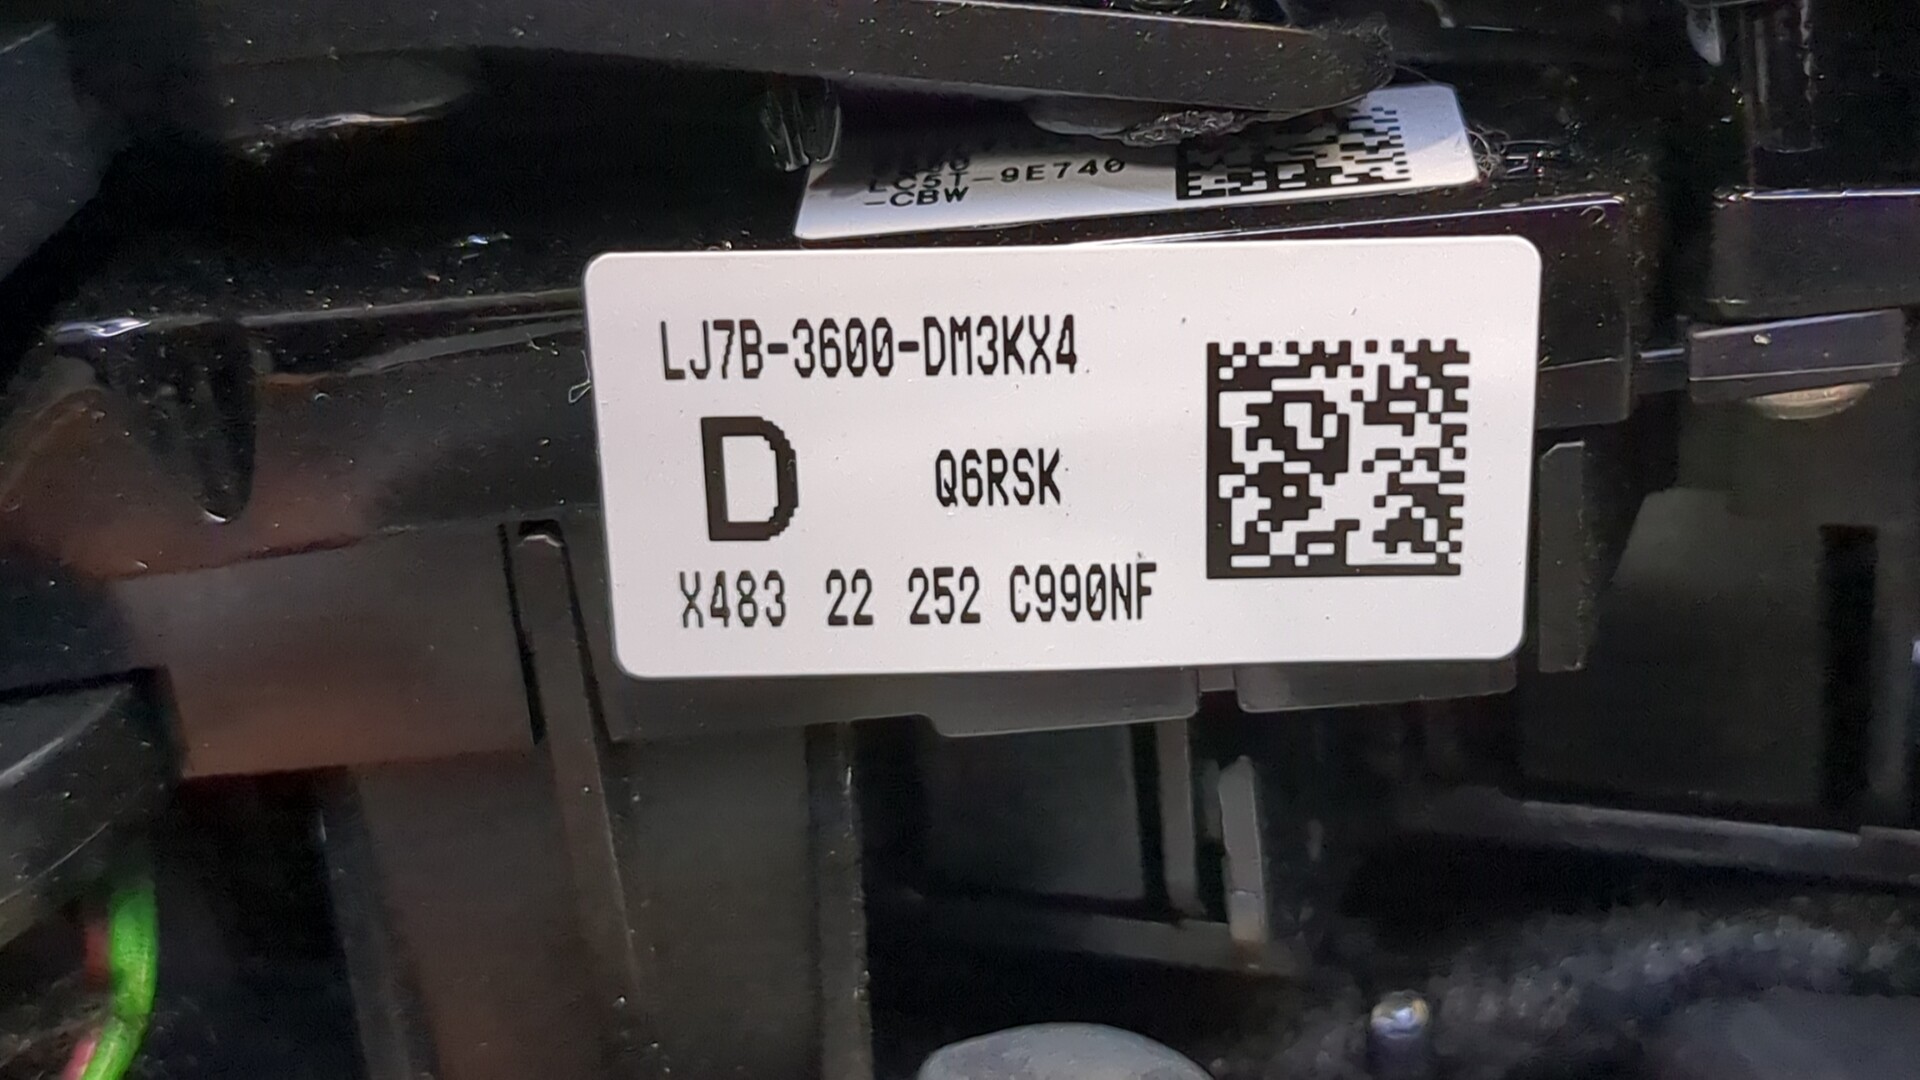 LC5T-9E740
-CBW
LJ7B-3600-DM3KX4
D Q6RSK
X483 22 252 C990NF